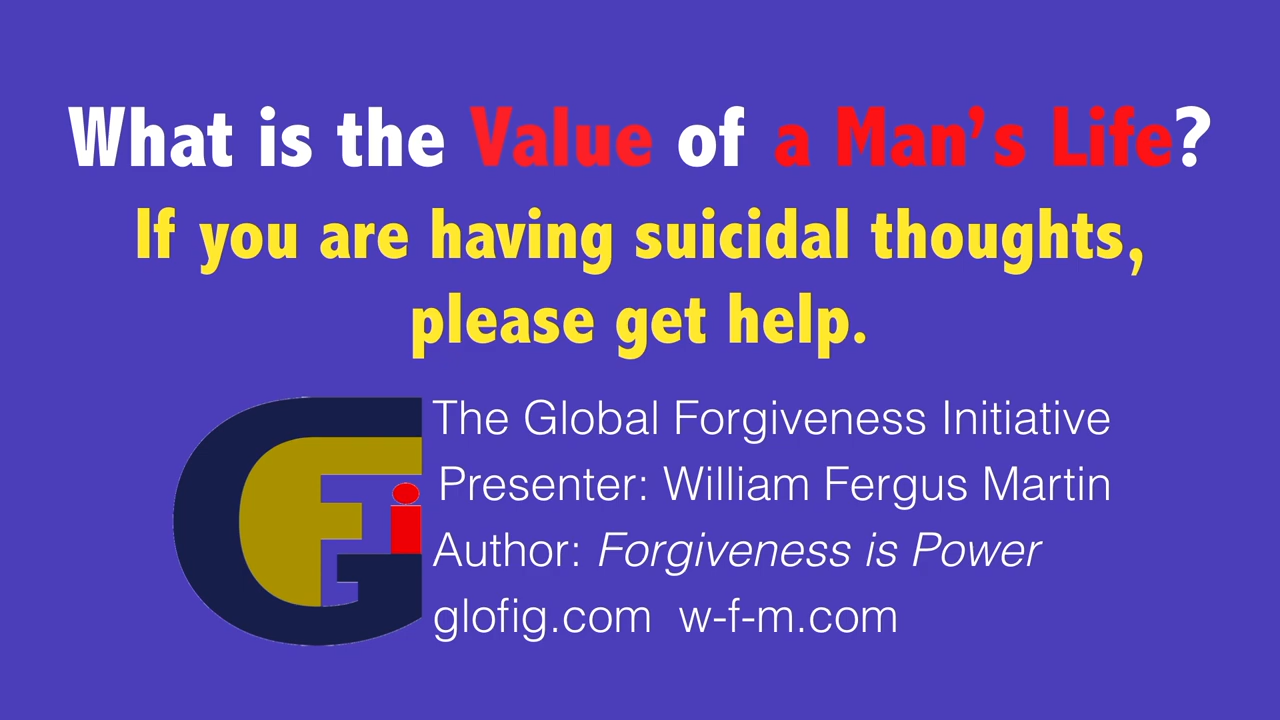 What is the Value of a Man's Life?
If you are having suicidal thoughts,
please get help.
GFi
The Global Forgiveness Initiative
Presenter: William Fergus Martin
Author: Forgiveness is Power
glofig.com w-f-m.com